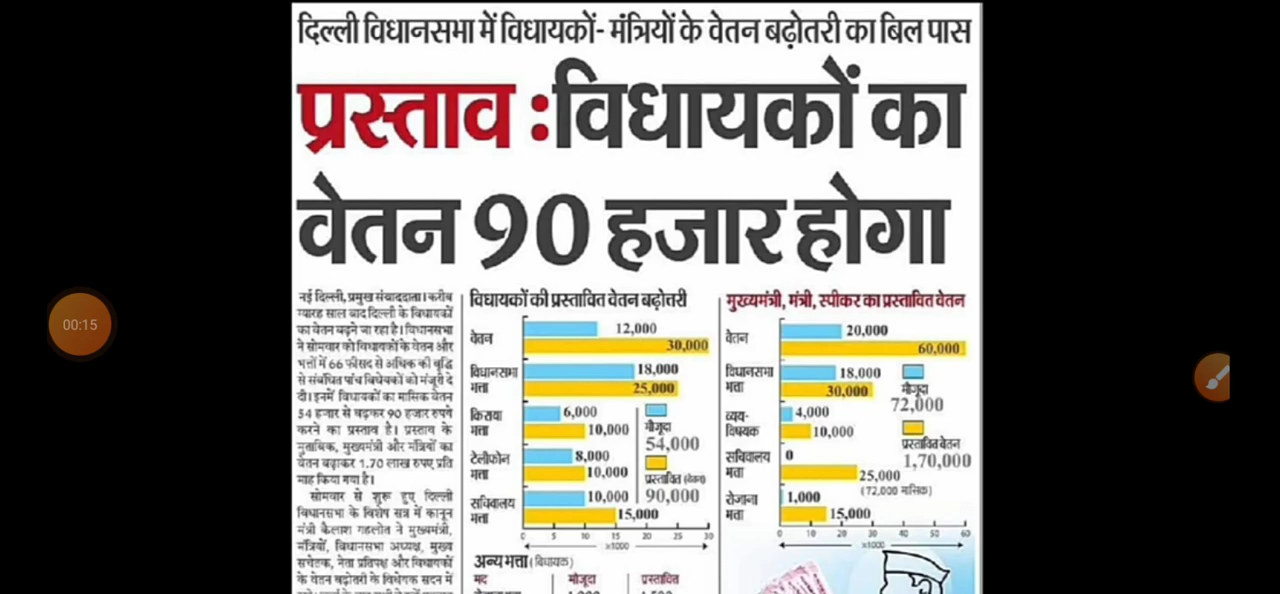 दिल्ली विधानसभा में विधायकों- मंत्रियों के वेतन बढ़ोतरी का बिल पास
प्रस्ताव :विधायकों का
वेतन 90 हजार होगा
नई दिल्ली, प्रमुख संवाददाता। करीब
ग्यारह साल बाद दिल्ली के विधायकों
का वेतन बढ़ने जा रहा है। विधानसभा
ने सोमवार को विधायकों के वेतन और
भत्तों में 66 फीसद से अधिक की वृद्धि
से संबंधित पांच विधेयकों को मंजूरी दे
दी। इनमें विधायकों का मासिक वेतन
54 हजार से बढ़कर 90 हजार रुपये
करने का प्रस्ताव है। प्रस्ताव के
मुताबिक, मुख्यमंत्री और मंत्रियों का
वेतन बढ़ाकर 1.70 लाख रुपए प्रति
माह किया गया है।
सोमवार से शुरू हुए दिल्ली
विधानसभा के विशेष सत्र में कानून
मंत्री कैलाश गहलोत ने मुख्यमंत्री,
मंत्रियों, विधानसभा अध्यक्ष, मुख्य
सचेतक, नेता प्रतिपक्ष और विधायकों
के वेतन बढ़ोतरी के विधेयक सदन में
विधायकों की प्रस्तावित वेतन बढ़ोत्तरी
वेतन
12,000
30,000
विधानसभा
भत्ता
18,000
25,000
किराया
भत्ता
6,000
10,000
टेलीफोन
भत्ता
8,000
10,000
सचिवालय
भत्ता
10,000
15,000
मौजूदा
54,000
प्रस्तावित (वेतन)
90,000
0 5 10 15 20 25 30
x1000
अन्य भत्ता (विधायक)
मद मौजूदा प्रस्तावित
मुख्यमंत्री, मंत्री, स्पीकर का प्रस्तावित वेतन
वेतन
20,000
60,000
विधानसभा
भत्ता
18,000
30,000
व्यय-
विषयक
4,000
10,000
सचिवालय
भत्ता
0
25,000
(72,000 मासिक)
रोजाना
भत्ता
1,000
15,000
मौजूदा
72,000
प्रस्तावित वेतन
1,70,000
0 10 20 30 40 50 60
x1000
00:15